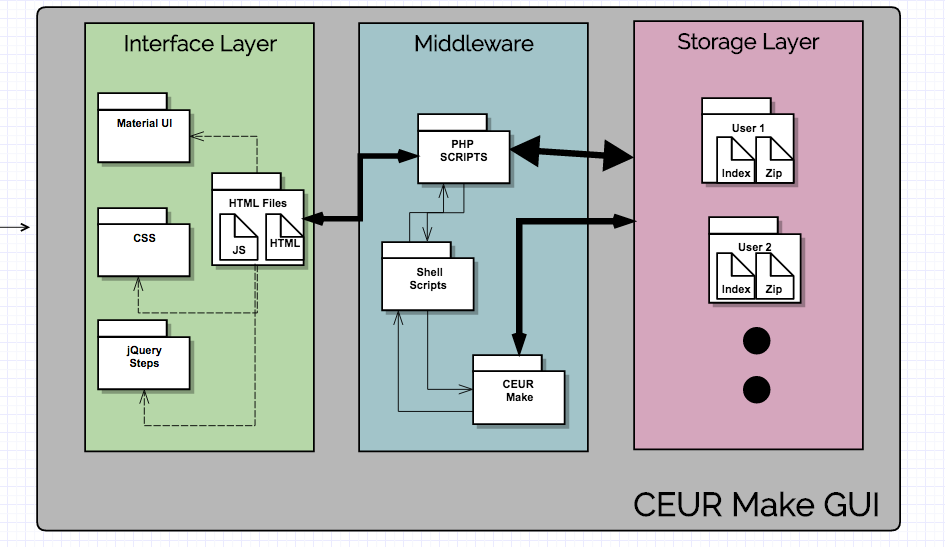 Interface Layer
Material UI
CSS
jQuery
Steps
HTML Files
JS
HTML
Middleware
PHP
SCRIPTS
Shell
Scripts
CEUR
Make
Storage Layer
User 1
Index
Zip
User 2
Index
Zip
CEUR Make GUI